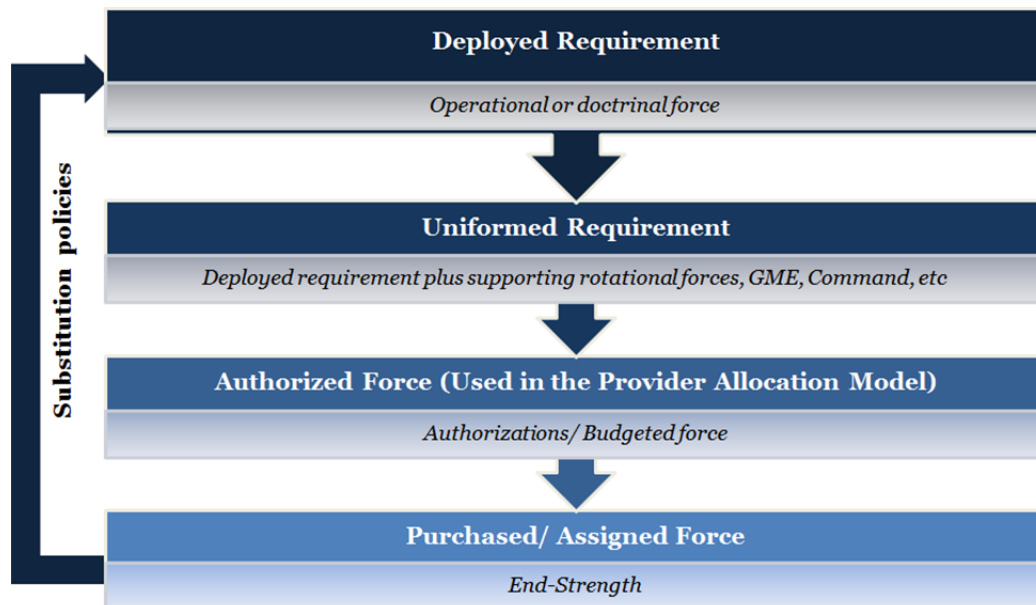 Deployed Requirement
Operational or doctrinal force
Uniformed Requirement
Deployed requirement plus supporting rotational forces, GME, Command, etc
Authorized Force (Used in the Provider Allocation Model)
Authorizations/ Budgeted force
Purchased/ Assigned Force
End-Strength
Substitution policies